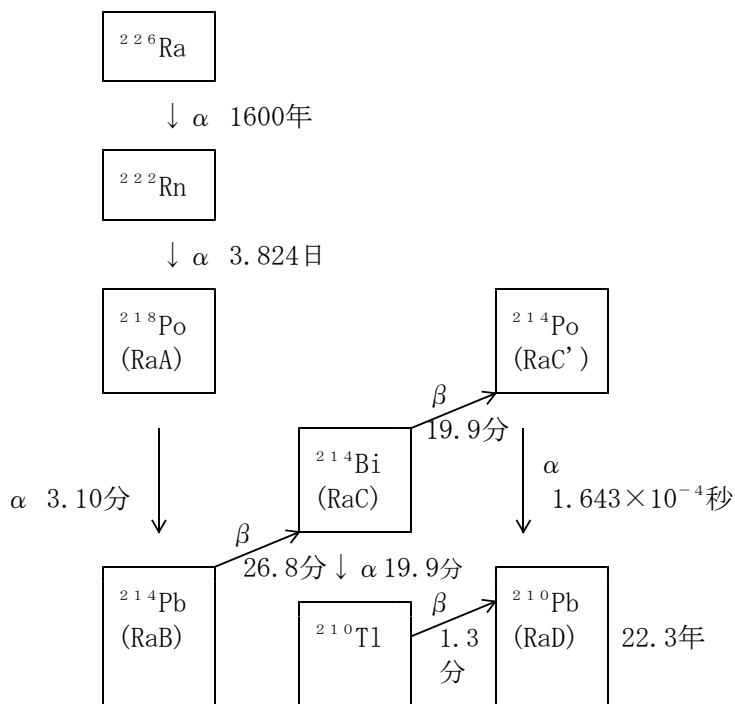 ²²⁶Ra
↓ α 1600年
²²²Rn
↓ α 3.824日
²¹⁸Po
(RaA)
²¹⁴Po
(RaC’)
β
19.9分
²¹⁴Bi
(RaC)
α 3.10分
α
1.643×10⁻⁴秒
β
26.8分
↓ α 19.9分
²¹⁴Pb
(RaB)
²¹⁰Tl
β
1.3
分
²¹⁰Pb
(RaD)
22.3年